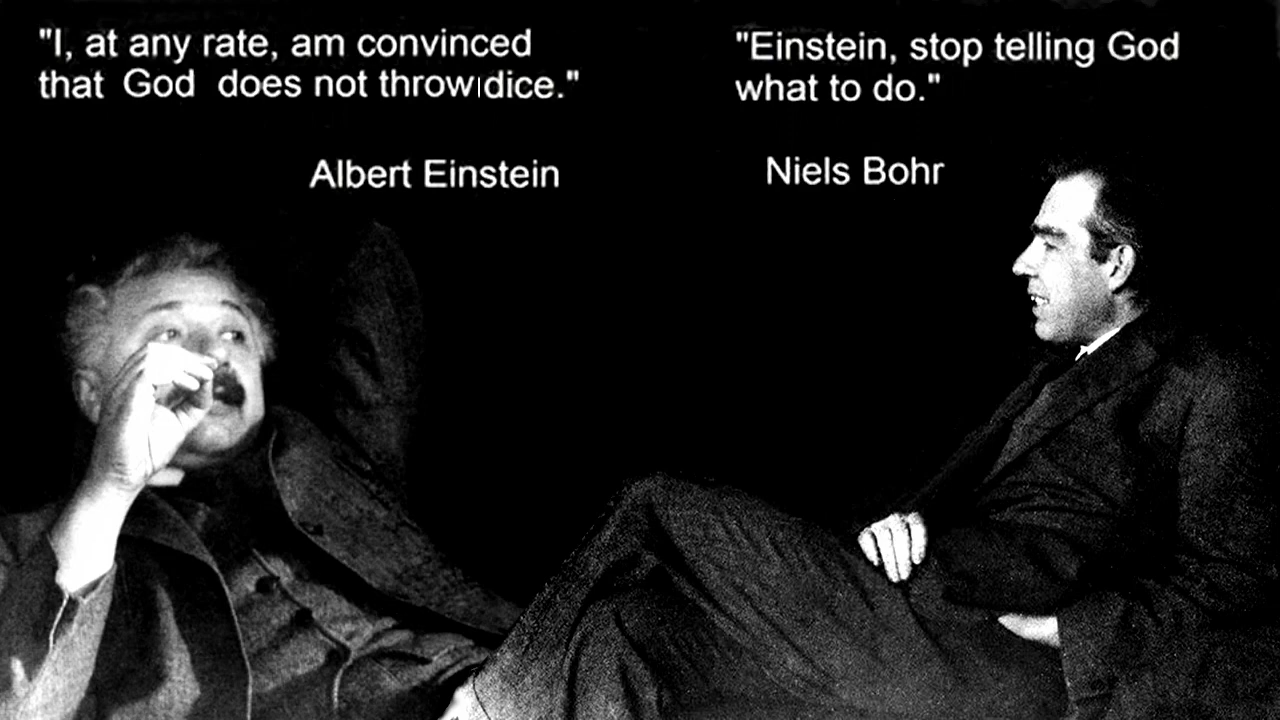 "I, at any rate, am convinced
that God does not throw dice."
Albert Einstein
"Einstein, stop telling God
what to do."
Niels Bohr